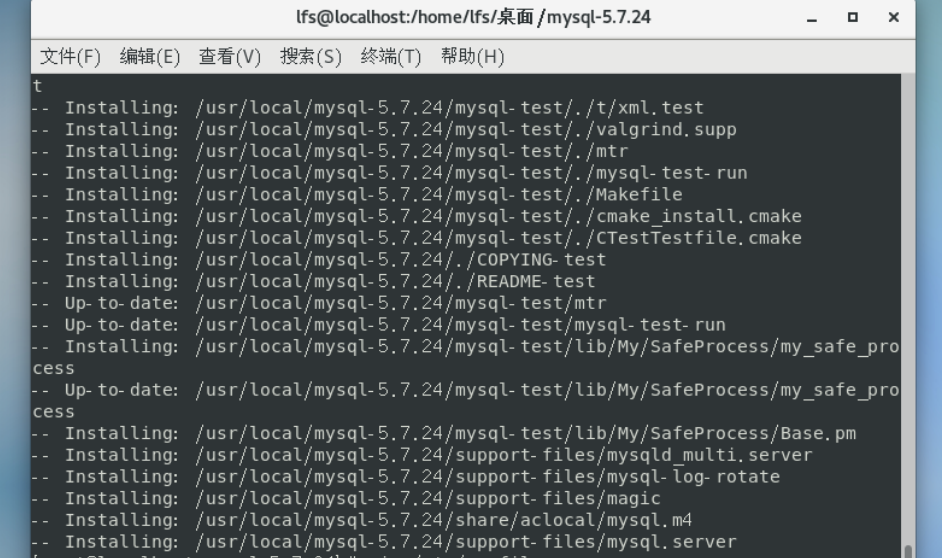 lfs@localhost:/home/lfs/桌面/mysql-5.7.24
文件(F) 编辑(E) 查看(V) 搜索(S) 终端(T) 帮助(H)
t
-- Installing: /usr/local/mysql-5.7.24/mysql-test/./t/xml.test
-- Installing: /usr/local/mysql-5.7.24/mysql-test/./valgrind.supp
-- Installing: /usr/local/mysql-5.7.24/mysql-test/./mtr
-- Installing: /usr/local/mysql-5.7.24/mysql-test/./mysql-test-run
-- Installing: /usr/local/mysql-5.7.24/mysql-test/./Makefile
-- Installing: /usr/local/mysql-5.7.24/mysql-test/./cmake_install.cmake
-- Installing: /usr/local/mysql-5.7.24/mysql-test/./CTestTestfile.cmake
-- Installing: /usr/local/mysql-5.7.24/./COPYING-test
-- Installing: /usr/local/mysql-5.7.24/./README-test
-- Up-to-date: /usr/local/mysql-5.7.24/mysql-test/mtr
-- Up-to-date: /usr/local/mysql-5.7.24/mysql-test/mysql-test-run
-- Installing: /usr/local/mysql-5.7.24/mysql-test/lib/My/SafeProcess/my_safe_pro
cess
-- Up-to-date: /usr/local/mysql-5.7.24/mysql-test/lib/My/SafeProcess/my_safe_pro
cess
-- Installing: /usr/local/mysql-5.7.24/mysql-test/lib/My/SafeProcess/Base.pm
-- Installing: /usr/local/mysql-5.7.24/support-files/mysqld_multi.server
-- Installing: /usr/local/mysql-5.7.24/support-files/mysql-log-rotate
-- Installing: /usr/local/mysql-5.7.24/support-files/magic
-- Installing: /usr/local/mysql-5.7.24/share/aclocal/mysql.m4
-- Installing: /usr/local/mysql-5.7.24/support-files/mysql.server